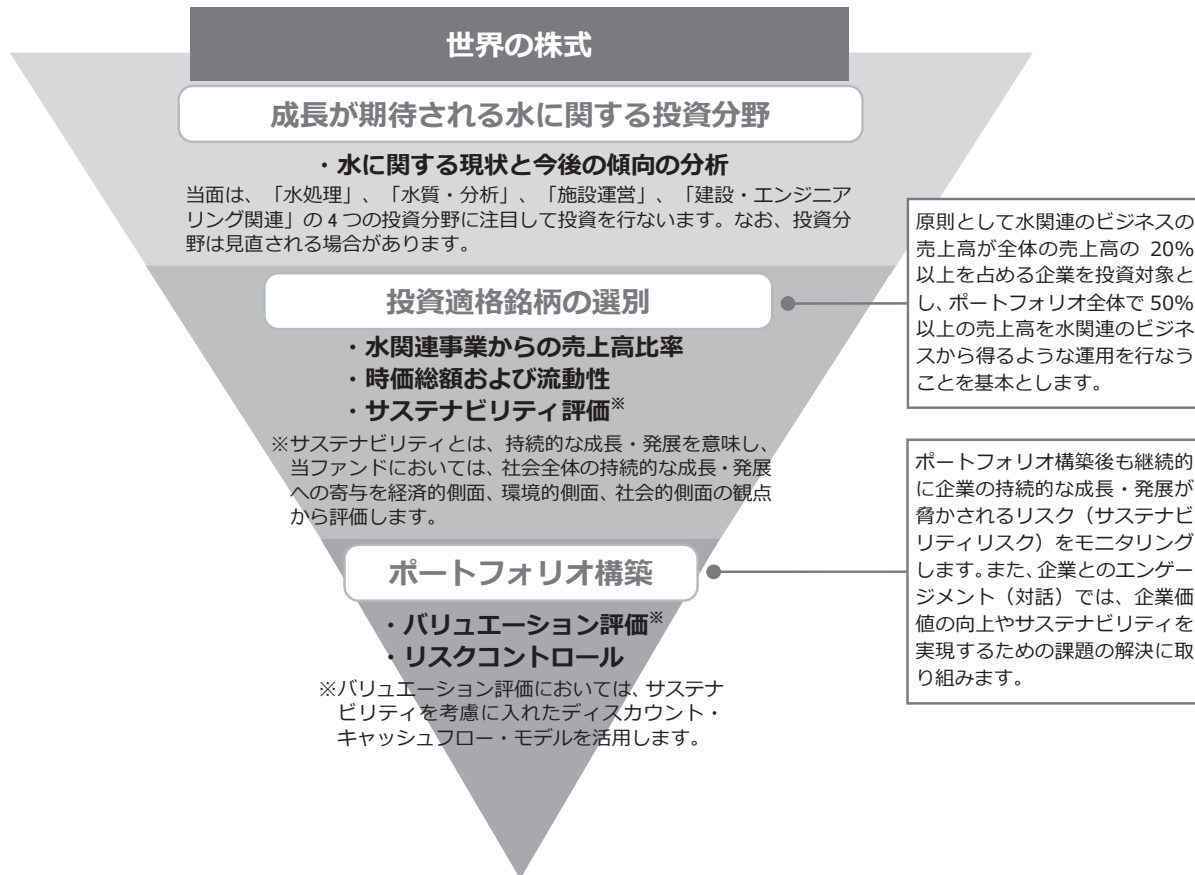 世界の株式
成長が期待される水に関する投資分野
・水に関する現状と今後の傾向の分析
当面は、「水処理」、「水質・分析」、「施設運営」、「建設・エンジニア
リング関連」の4つの投資分野に注目して投資を行ないます。なお、投資分
野は見直される場合があります。
投資適格銘柄の選別
・水関連事業からの売上高比率
・時価総額および流動性
・サステナビリティ評価※
※サステナビリティとは、持続的な成長・発展を意味し、
当ファンドにおいては、社会全体の持続的な成長・発展
への寄与を経済的側面、環境的側面、社会的側面の観点
から評価します。
原則として水関連のビジネスの
売上高が全体の売上高の 20%
以上を占める企業を投資対象と
し、ポートフォリオ全体で 50%
以上の売上高を水関連のビジネ
スから得るような運用を行なう
ことを基本とします。
ポートフォリオ構築
・バリュエーション評価※
・リスクコントロール
※バリュエーション評価においては、サステナ
ビリティを考慮に入れたディスカウント・
キャッシュフロー・モデルを活用します。
ポートフォリオ構築後も継続的
に企業の持続的な成長・発展が
脅かされるリスク（サステナビ
リティリスク）をモニタリング
します。また、企業とのエンゲー
ジメント（対話）では、企業価
値の向上やサステナビリティを
実現するための課題の解決に取
り組みます。